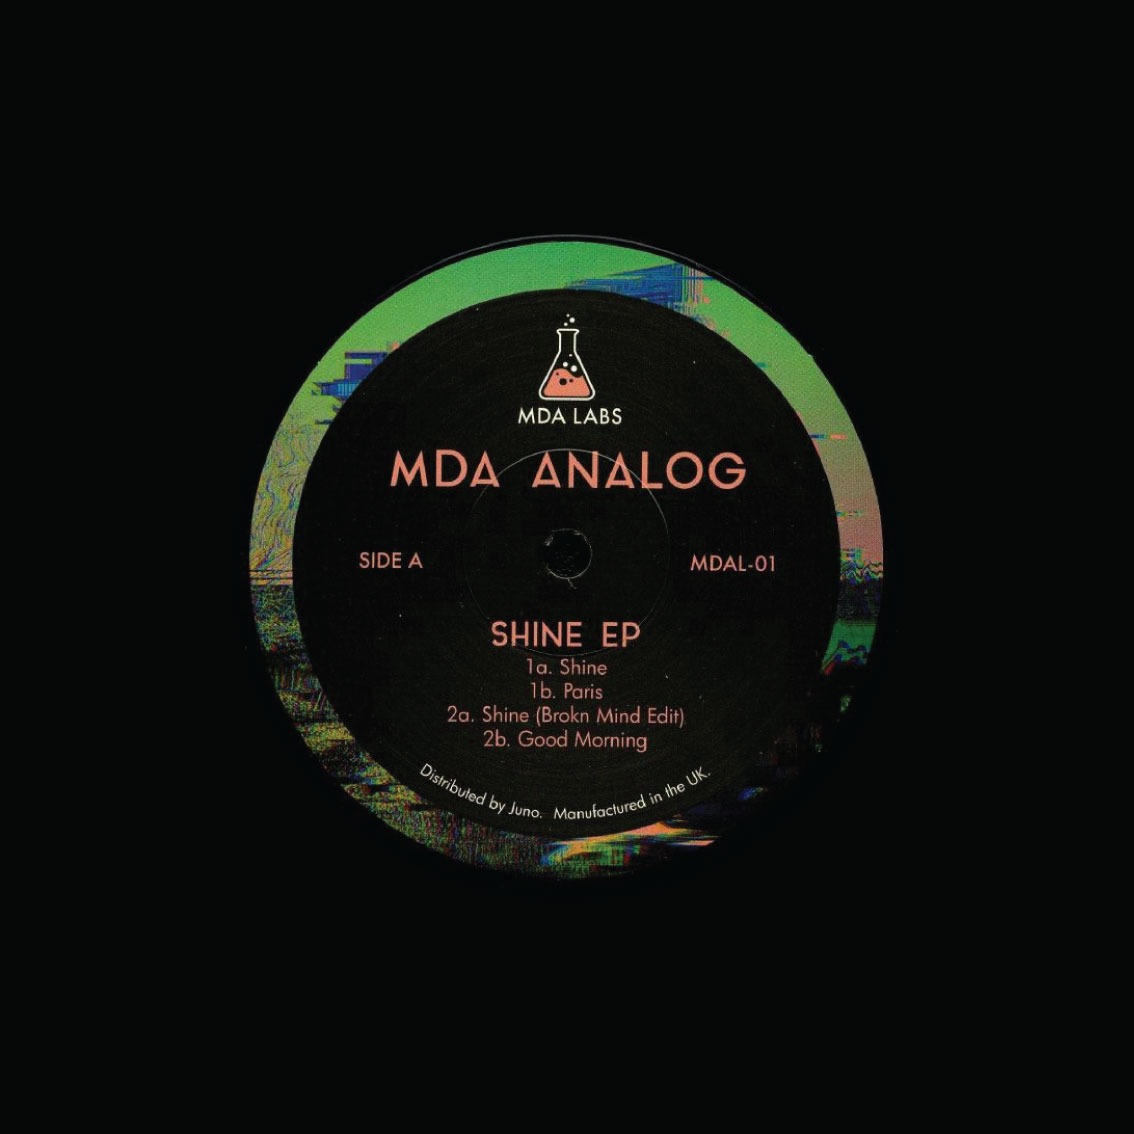 MDA LABS
MDA ANALOG
SIDE A
MDAL-01
SHINE EP
1a. Shine
1b. Paris
2a. Shine (Brokn Mind Edit)
2b. Good Morning
Distributed by Juno. Manufactured in the UK.